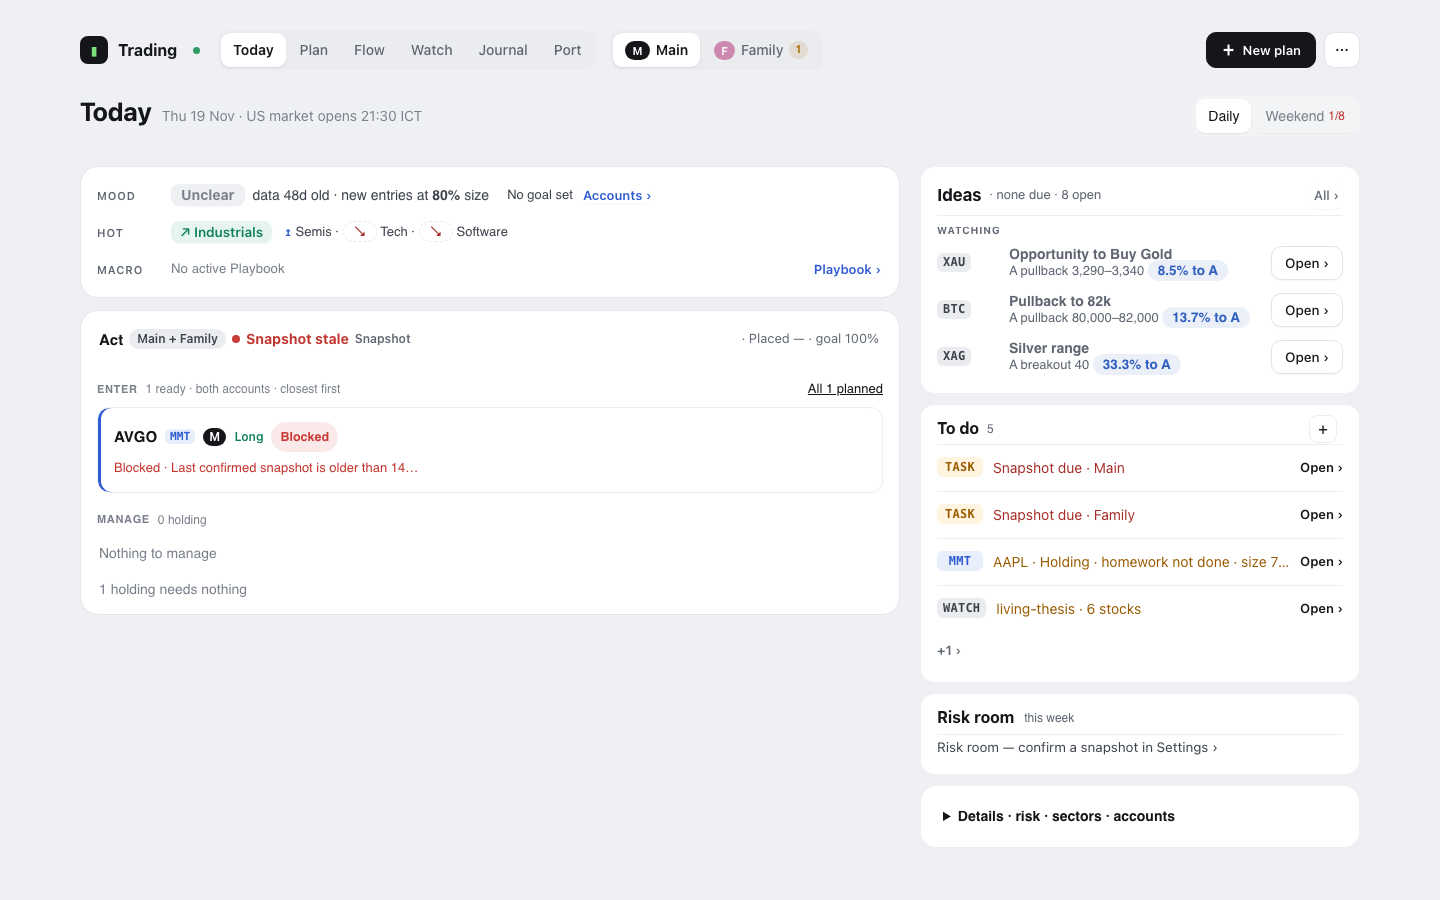 Trading
Today Plan Flow Watch Journal Port
M Main F Family 1
+ New plan ···
Today Thu 19 Nov · US market opens 21:30 ICT
Daily Weekend 1/8
MOOD Unclear data 48d old · new entries at 80% size No goal set Accounts ›
HOT ↗ Industrials ↥ Semis · ↘ Tech · ↘ Software
MACRO No active Playbook Playbook ›
Act Main + Family Snapshot stale Snapshot · Placed — · goal 100%
ENTER 1 ready · both accounts · closest first All 1 planned
AVGO MMT M Long Blocked
Blocked · Last confirmed snapshot is older than 14…
MANAGE 0 holding
Nothing to manage
1 holding needs nothing
Ideas · none due · 8 open All ›
WATCHING
XAU Opportunity to Buy Gold Open ›
A pullback 3,290–3,340 8.5% to A
BTC Pullback to 82k Open ›
A pullback 80,000–82,000 13.7% to A
XAG Silver range Open ›
A breakout 40 33.3% to A
To do 5 +
TASK Snapshot due · Main Open ›
TASK Snapshot due · Family Open ›
MMT AAPL · Holding · homework not done · size 7… Open ›
WATCH living-thesis · 6 stocks Open ›
+1 ›
Risk room this week
Risk room — confirm a snapshot in Settings ›
▶ Details · risk · sectors · accounts